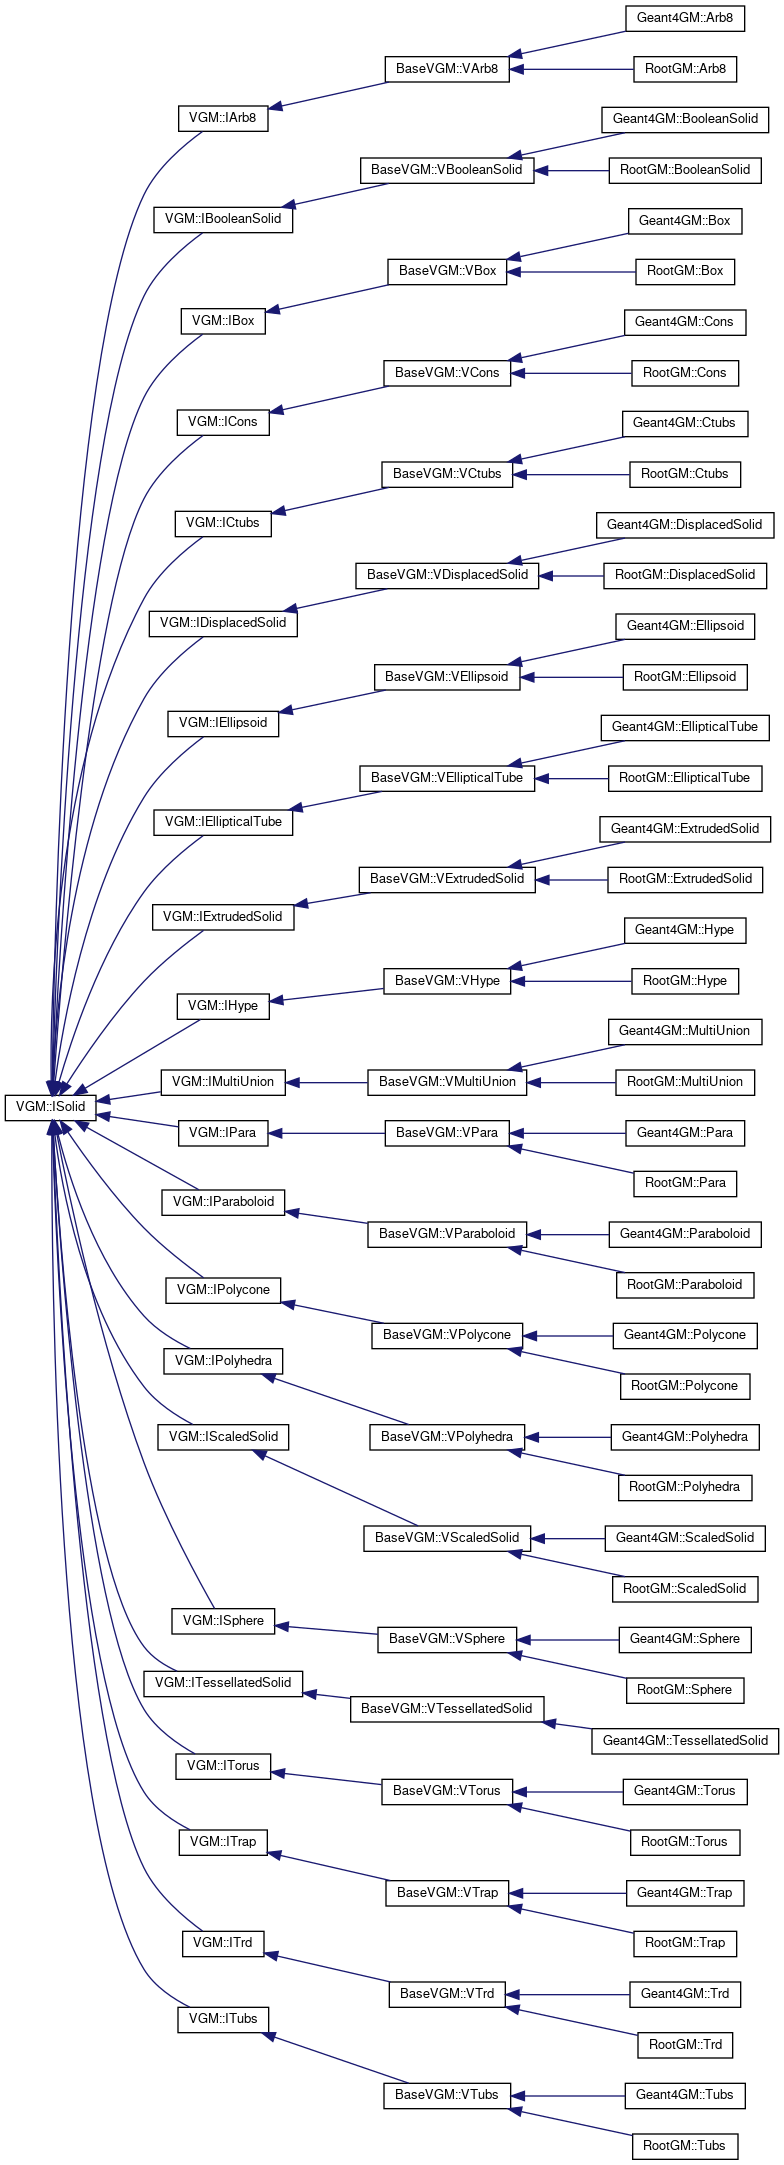 Geant4GM::Arb8
BaseVGM::VArb8
RootGM::Arb8
VGM::IArb8
Geant4GM::BooleanSolid
BaseVGM::VBooleanSolid
RootGM::BooleanSolid
VGM::IBooleanSolid
Geant4GM::Box
BaseVGM::VBox
RootGM::Box
VGM::IBox
Geant4GM::Cons
BaseVGM::VCons
RootGM::Cons
VGM::ICons
Geant4GM::Ctubs
BaseVGM::VCtubs
RootGM::Ctubs
VGM::ICtubs
Geant4GM::DisplacedSolid
BaseVGM::VDisplacedSolid
RootGM::DisplacedSolid
VGM::IDisplacedSolid
Geant4GM::Ellipsoid
BaseVGM::VEllipsoid
RootGM::Ellipsoid
VGM::IEllipsoid
Geant4GM::EllipticalTube
BaseVGM::VEllipticalTube
RootGM::EllipticalTube
VGM::IEllipticalTube
Geant4GM::ExtrudedSolid
BaseVGM::VExtrudedSolid
RootGM::ExtrudedSolid
VGM::IExtrudedSolid
Geant4GM::Hype
BaseVGM::VHype
RootGM::Hype
VGM::IHype
Geant4GM::MultiUnion
VGM::IMultiUnion
BaseVGM::VMultiUnion
RootGM::MultiUnion
VGM::ISolid
VGM::IPara
BaseVGM::VPara
Geant4GM::Para
RootGM::Para
VGM::IParaboloid
BaseVGM::VParaboloid
Geant4GM::Paraboloid
RootGM::Paraboloid
VGM::IPolycone
BaseVGM::VPolycone
Geant4GM::Polycone
RootGM::Polycone
VGM::IPolyhedra
BaseVGM::VPolyhedra
Geant4GM::Polyhedra
RootGM::Polyhedra
VGM::IScaledSolid
BaseVGM::VScaledSolid
Geant4GM::ScaledSolid
RootGM::ScaledSolid
VGM::ISphere
BaseVGM::VSphere
Geant4GM::Sphere
RootGM::Sphere
VGM::ITessellatedSolid
BaseVGM::VTessellatedSolid
Geant4GM::TessellatedSolid
VGM::ITorus
BaseVGM::VTorus
Geant4GM::Torus
RootGM::Torus
VGM::ITrap
BaseVGM::VTrap
Geant4GM::Trap
RootGM::Trap
VGM::ITrd
BaseVGM::VTrd
Geant4GM::Trd
RootGM::Trd
VGM::ITubs
BaseVGM::VTubs
Geant4GM::Tubs
RootGM::Tubs